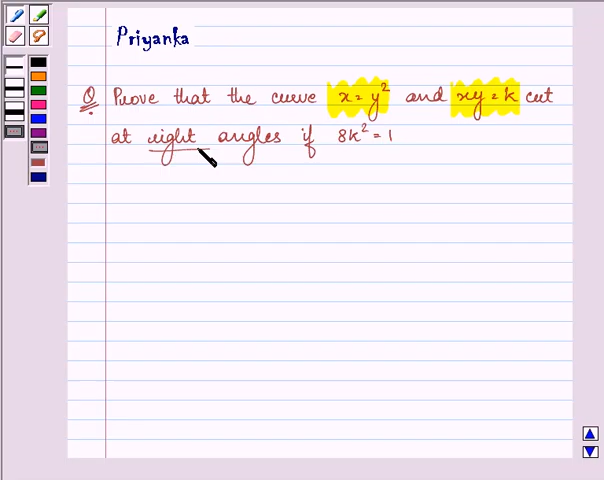 Priyanka
Q Prove that the curve x = y² and xy = k cut
at right angles if 8k² = 1